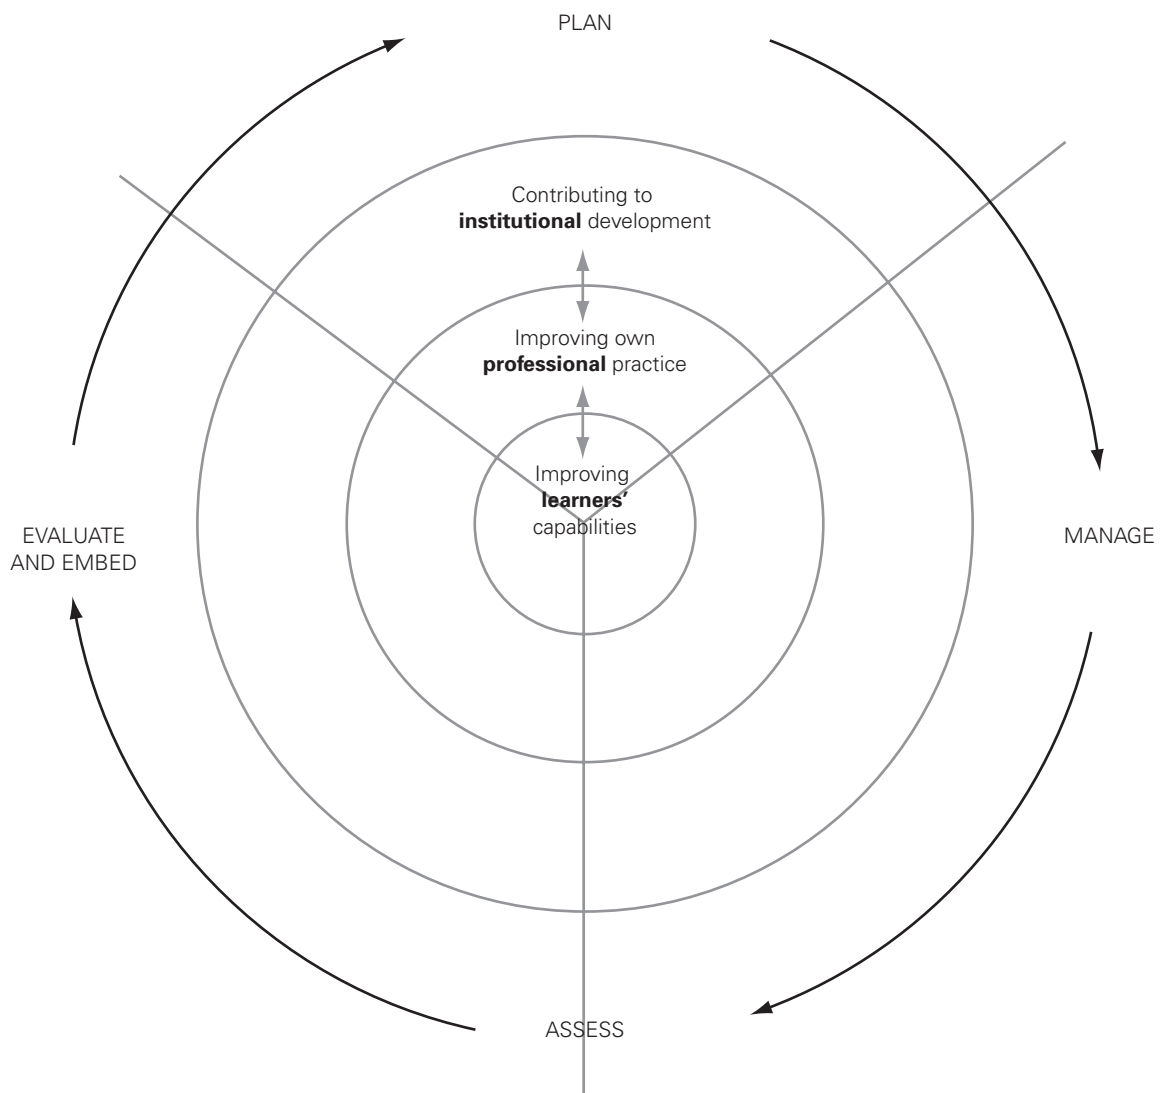 PLAN
Contributing to
institutional development
Improving own
professional practice
Improving
learners’
capabilities
EVALUATE
AND EMBED
MANAGE
ASSESS